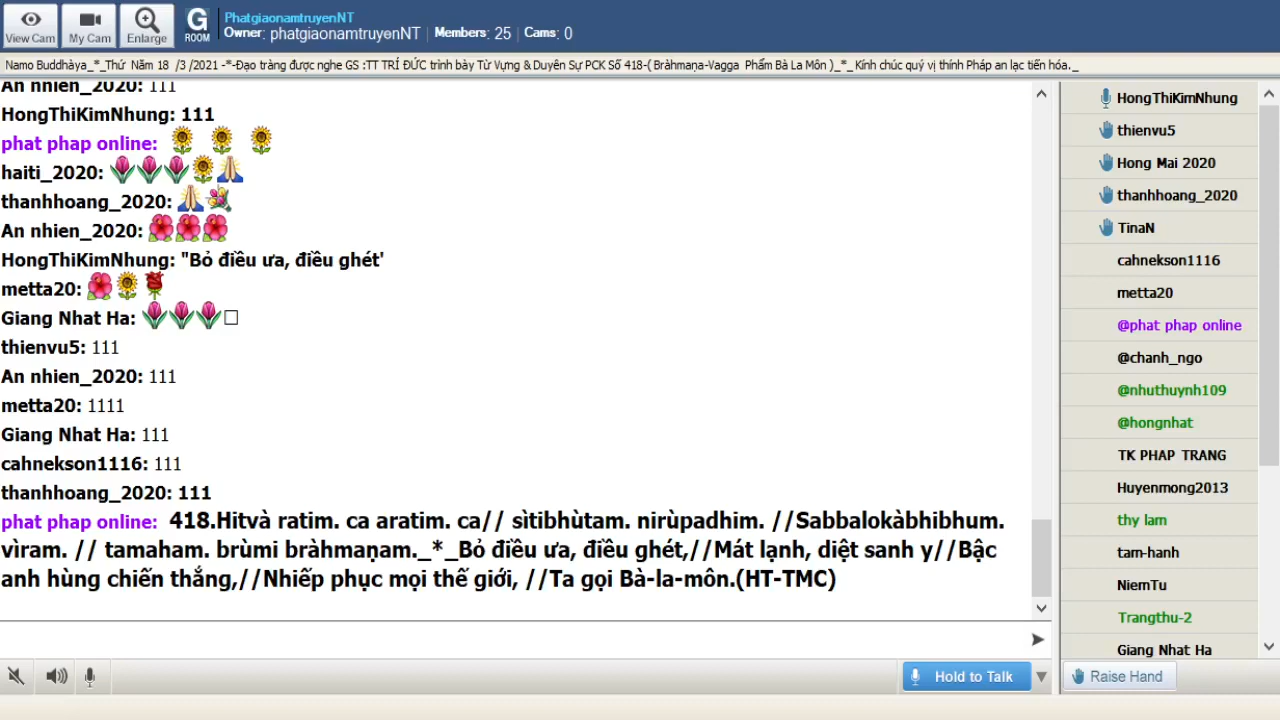 View Cam
My Cam
Enlarge
G
ROOM
PhatgiaonamtruyenNT
Owner: phatgiaonamtruyenNT | Members: 25 | Cams: 0
Namo Buddhàya_*_Thứ Năm 18 /3 /2021 -*-Đạo tràng được nghe GS :TT TRÍ ĐỨC trình bày Từ Vựng & Duyên Sự PCK Số 418-( Bràhmaṇa-Vagga Phẩm Bà La Môn )_*_ Kính chúc quý vị thính Pháp an lạc tiến hóa._
An nhien_2020: 111
HongThiKimNhung: 111
phat phap online:
haiti_2020:
thanhhoang_2020:
An nhien_2020:
HongThiKimNhung: "Bỏ điều ưa, điều ghét'
metta20:
Giang Nhat Ha:
thienvu5: 111
An nhien_2020: 111
metta20: 1111
Giang Nhat Ha: 111
cahnekson1116: 111
thanhhoang_2020: 111
phat phap online: 418.Hitvà ratim. ca aratim. ca// sìtibhùtam. nirùpadhim. //Sabbalokàbhibhum.
vìram. // tamaham. brùmi bràhmaṇam._*_Bỏ điều ưa, điều ghét,//Mát lạnh, diệt sanh y//Bậc
anh hùng chiến thắng,//Nhiếp phục mọi thế giới, //Ta gọi Bà-la-môn.(HT-TMC)
HongThiKimNhung
thienvu5
Hong Mai 2020
thanhhoang_2020
TinaN
cahnekson1116
metta20
@phat phap online
@chanh_ngo
@nhuthuynh109
@hongnhat
TK PHAP TRANG
Huyenmong2013
thy lam
tam-hanh
NiemTu
Trangthu-2
Giang Nhat Ha
Hold to Talk
Raise Hand